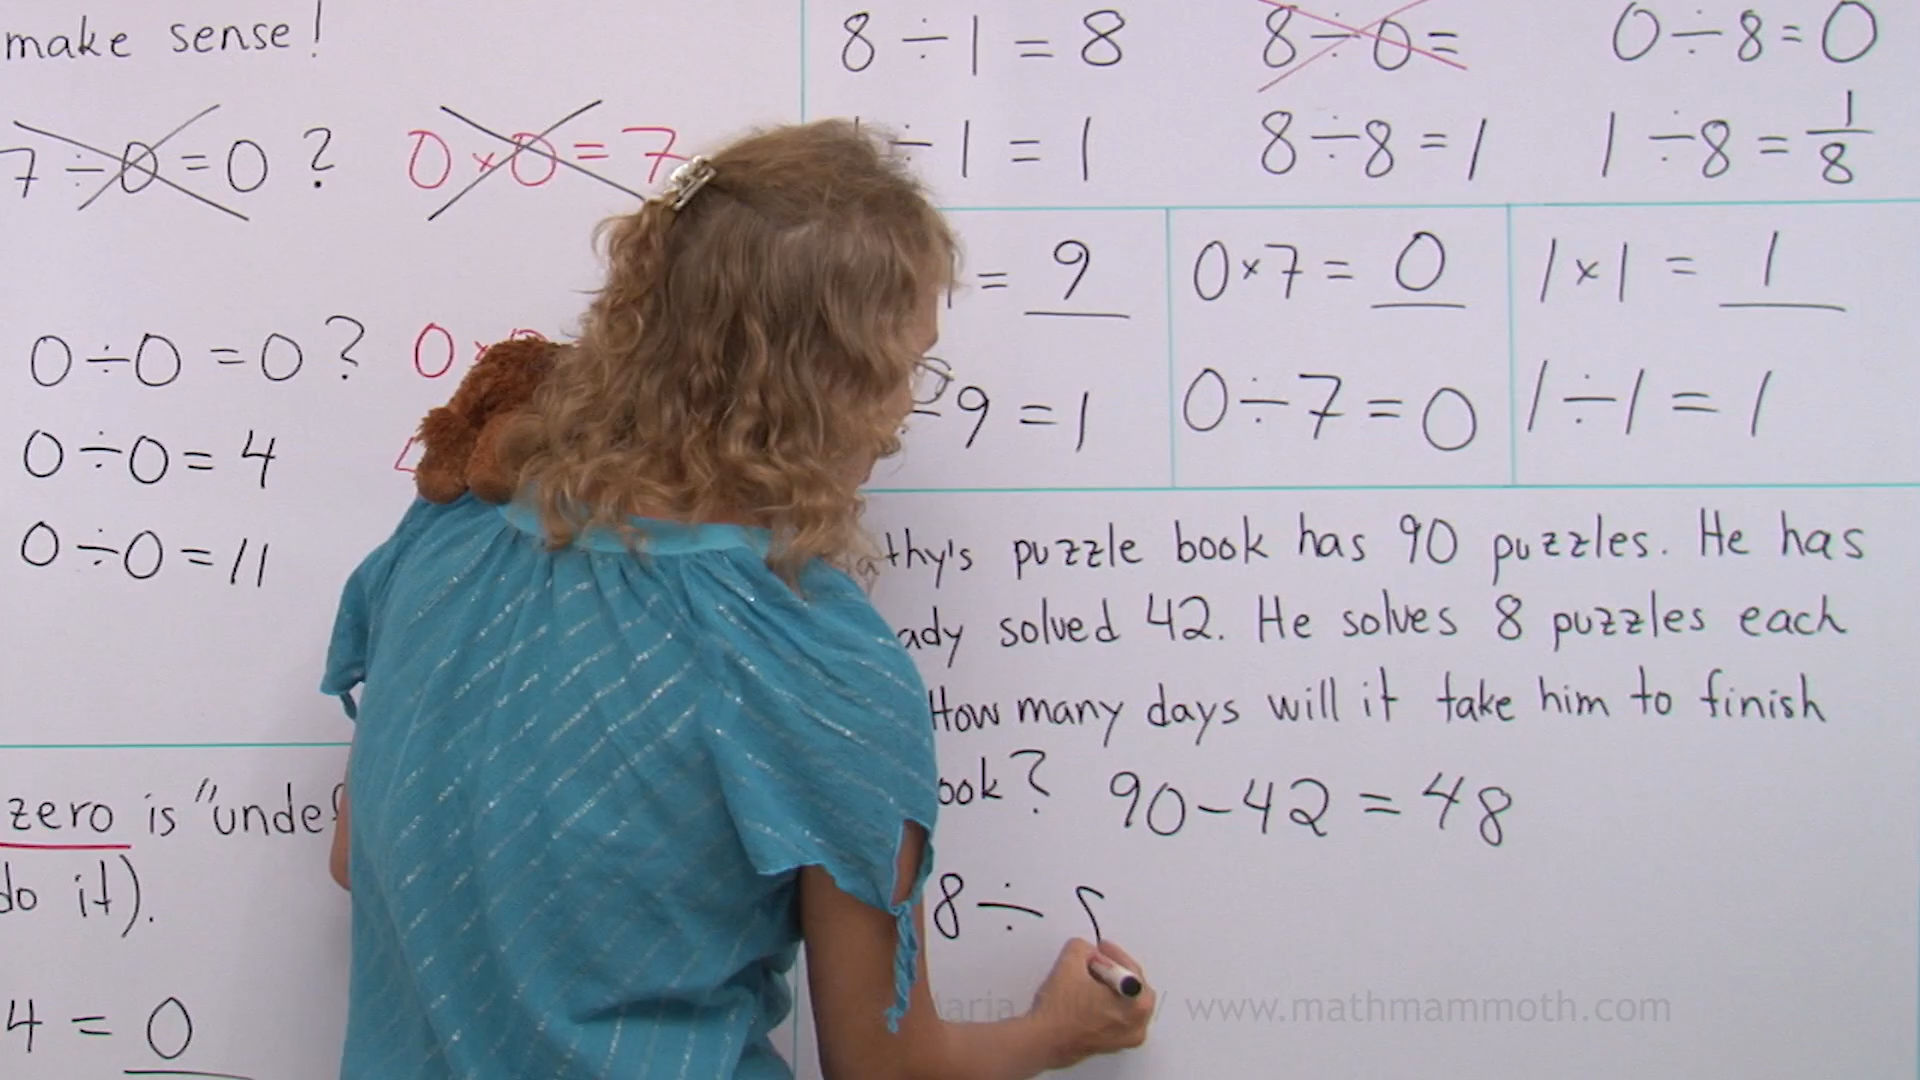 make sense!
7 ÷ 0 = 0 ?
0 × 0 = 7
0 ÷ 0 = 0 ?
0 ×
0 ÷ 0 = 4
0 ÷ 0 = 11
zero is "undef
do it).
4 = 0
8 ÷ 1 = 8
8 ÷ 0 =
0 ÷ 8 = 0
÷ 1 = 1
8 ÷ 8 = 1
1 ÷ 8 = 1/8
= 9
÷ 9 = 1
0 × 7 = 0
0 ÷ 7 = 0
1 × 1 = 1
1 ÷ 1 = 1
athy's puzzle book has 90 puzzles. He has
ady solved 42. He solves 8 puzzles each
How many days will it take him to finish
ook? 90 - 42 = 48
8 ÷
Maria / www.mathmammoth.com